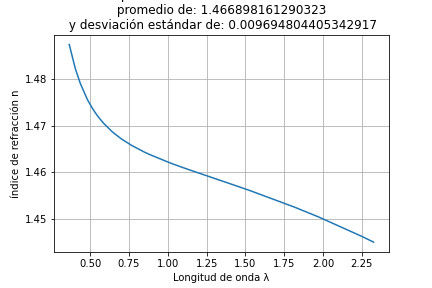 promedio de: 1.466898161290323
y desviación estándar de: 0.009694804405342917
1.48
1.47
1.46
1.45
Índice de refracción n
0.50 0.75 1.00 1.25 1.50 1.75 2.00 2.25
Longitud de onda λ